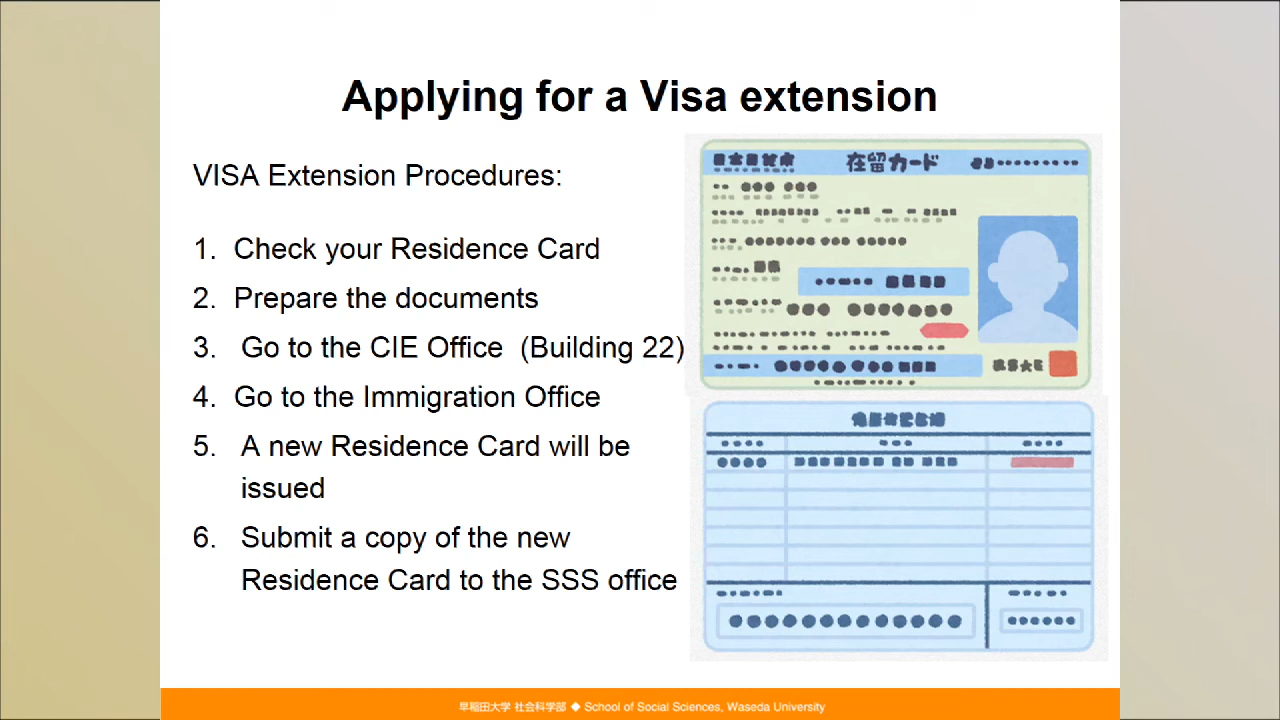 Applying for a Visa extension
VISA Extension Procedures:
1. Check your Residence Card
2. Prepare the documents
3. Go to the CIE Office (Building 22)
4. Go to the Immigration Office
5. A new Residence Card will be
issued
6. Submit a copy of the new
Residence Card to the SSS office
在留カード
早稲田大学 社会科学部 ◆ School of Social Sciences, Waseda University